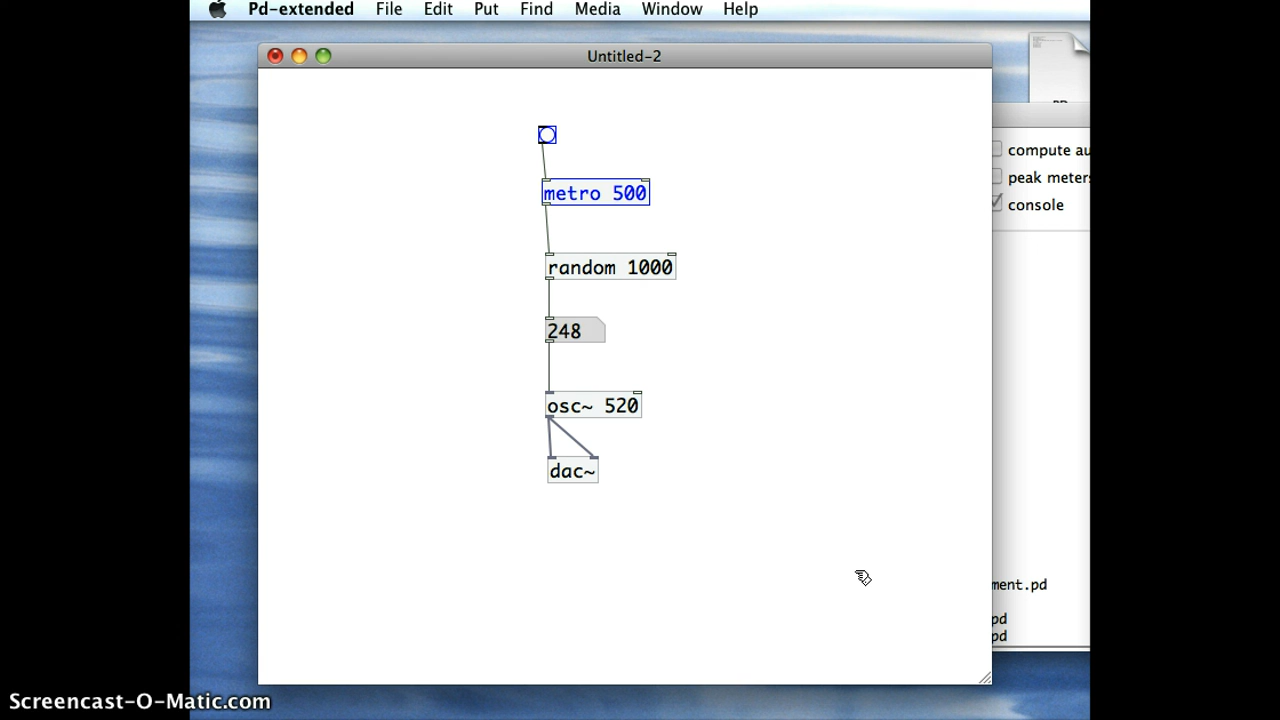 Pd-extended File Edit Put Find Media Window Help
Untitled-2
metro 500
compute au
peak meters
console
random 1000
248
osc~ 520
dac~
ment.pd
pd
pd
Screencast-O-Matic.com